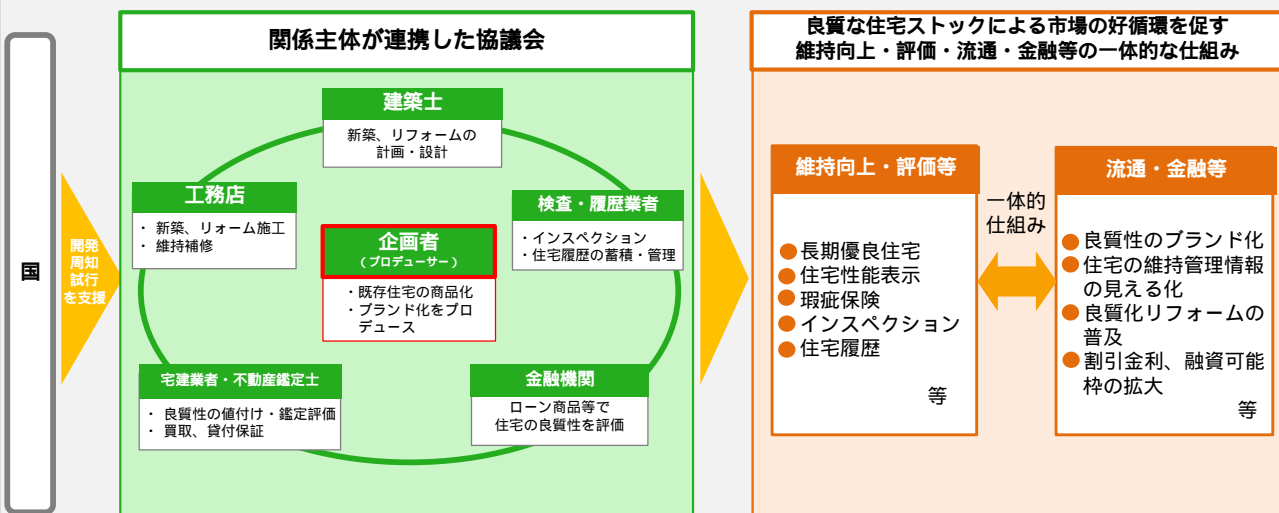 国
開発
周知
試行
を支援
関係主体が連携した協議会
建築士
新築、リフォームの
計画・設計
工務店
・ 新築、リォーム施工
・ 維持補修
検査・履歴業者
・インスペクション
・住宅履歴の蓄積・管理
企画者
（プロデューサー）
・既存住宅の商品化
・ブランド化をプロ
デュース
宅建業者・不動産鑑定士
・ 良質性の値付け・鑑定評価
・ 買取、貸付保証
金融機関
ローン商品等で
住宅の良質性を評価
良質な住宅ストックによる市場の好循環を促す
維持向上・評価・流通・金融等の一体的な仕組み
維持向上・評価等
●長期優良住宅
●住宅性能表示
●瑕疵保険
●インスペクション
●住宅履歴
等
一体的
仕組み
流通・金融等
●良質性のブランド化
●住宅の維持管理情報
の見える化
●良質化リフォームの
普及
●割引金利、融資可能
枠の拡大
等